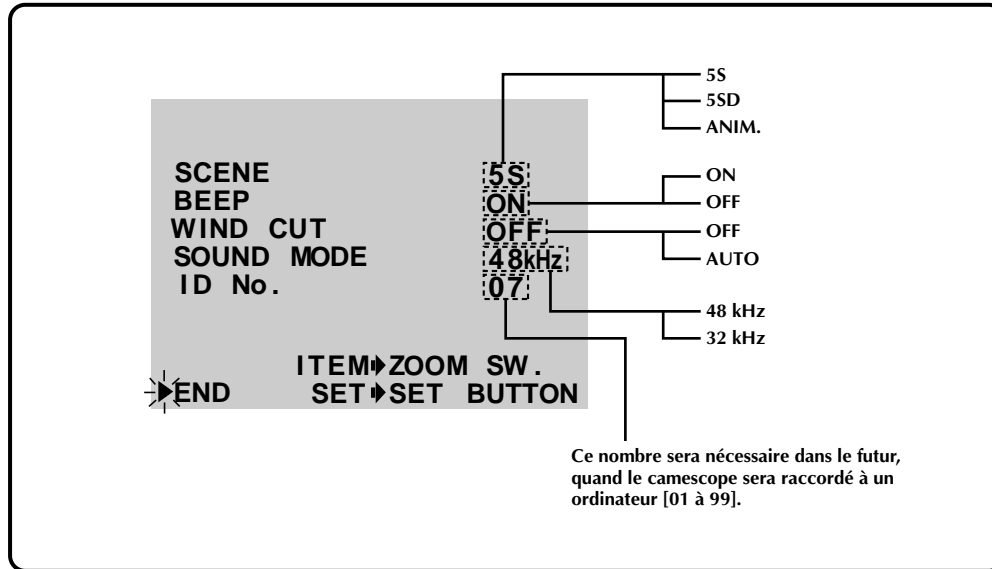 5S
5SD
ANIM.
SCENE 5S
BEEP ON
WIND CUT OFF
SOUND MODE 48kHz
ID No. 07
ON
OFF
OFF
AUTO
48 kHz
32 kHz
ITEM➧ZOOM SW.
▶END SET➧SET BUTTON
Ce nombre sera nécessaire dans le futur,
quand le camescope sera raccordé à un
ordinateur [01 à 99].